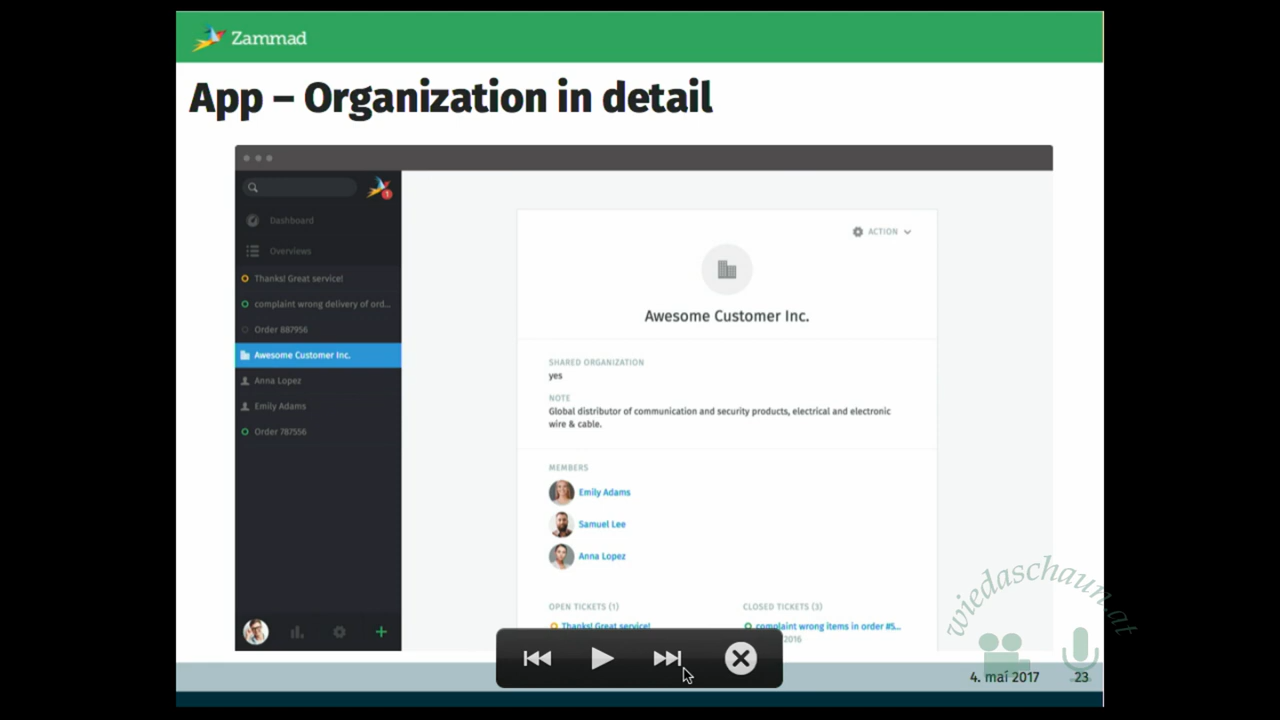 Zammad
App – Organization in detail
1
Dashboard
Overviews
Thanks! Great service!
complaint wrong delivery of ord...
Order 887956
Awesome Customer Inc.
Anna Lopez
Emily Adams
Order 787556
ACTION
Awesome Customer Inc.
SHARED ORGANIZATION
yes
NOTE
Global distributor of communication and security products, electrical and electronic
wire & cable.
MEMBERS
Emily Adams
Samuel Lee
Anna Lopez
OPEN TICKETS (1)
Thanks! Great service!
CLOSED TICKETS (3)
complaint wrong items in order #5...
2016
wiedaschaun.at
4. mai 2017
23